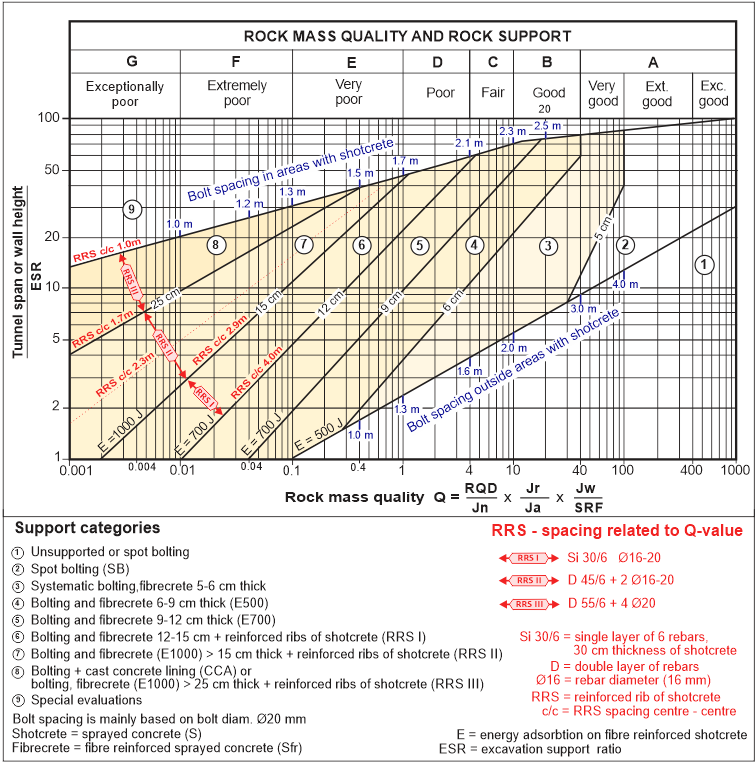 ROCK MASS QUALITY AND ROCK SUPPORT
G F E D C B A
Exceptionally poor
Extremely poor
Very poor
Poor
Fair
Good
20
Very good
Ext. good
Exc. good
100
50
20
10
5
2
1
Tunnel span or wall height
ESR
Bolt spacing in areas with shotcrete
1.0 m
1.2 m
1.3 m
1.5 m
1.7 m
2.1 m
2.3 m
2.5 m
9
8
7
6
5
4
3
2
1
RRS c/c 1.0m
RRS III
25 cm
RRS c/c 1.7m
RRS II
RRS c/c 2.3m
15 cm
RRS c/c 2.9m
RRS I
12 cm
RRS c/c 4.0m
9 cm
6 cm
5 cm
E =1000 J
E = 700 J
E = 700 J
E = 500 J
1.0 m
1.3 m
1.6 m
2.0 m
3.0 m
4.0 m
Bolt spacing outside areas with shotcrete
0.001 0.004 0.01 0.04 0.1 0.4 1 4 10 40 100 400 1000
Rock mass quality Q = RQD/Jn x Jr/Ja x Jw/SRF
Support categories
1 Unsupported or spot bolting
2 Spot bolting (SB)
3 Systematic bolting,fibrecrete 5-6 cm thick
4 Bolting and fibrecrete 6-9 cm thick (E500)
5 Bolting and fibrecrete 9-12 cm thick (E700)
6 Bolting and fibrecrete 12-15 cm + reinforced ribs of shotcrete (RRS I)
7 Bolting and fibrecrete (E1000) > 15 cm thick + reinforced ribs of shotcrete (RRS II)
8 Bolting + cast concrete lining (CCA) or
bolting, fibrecrete (E1000) > 25 cm thick + reinforced ribs of shotcrete (RRS III)
9 Special evaluations
Bolt spacing is mainly based on bolt diam. Ø20 mm
Shotcrete = sprayed concrete (S)
Fibrecrete = fibre reinforced sprayed concrete (Sfr)
RRS - spacing related to Q-value
RRS I Si 30/6 Ø16-20
RRS II D 45/6 + 2 Ø16-20
RRS III D 55/6 + 4 Ø20
Si 30/6 = single layer of 6 rebars,
30 cm thickness of shotcrete
D = double layer of rebars
Ø16 = rebar diameter (16 mm)
RRS = reinforced rib of shotcrete
c/c = RRS spacing centre - centre
E = energy adsorbtion on fibre reinforced shotcrete
ESR = excavation support ratio